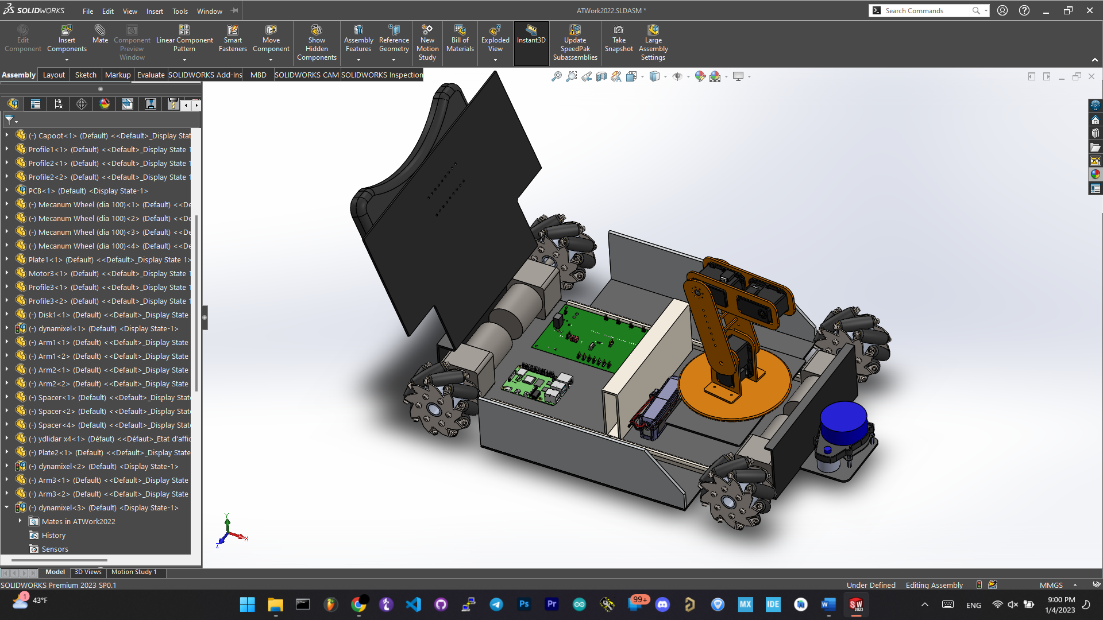 SOLIDWORKS
File Edit View Insert Tools Window
ATWork2022.SLDASM *
Search Commands
Edit Component
Insert Components
Mate
Component Preview Window
Linear Component Pattern
Smart Fasteners
Move Component
Show Hidden Components
Assembly Features
Reference Geometry
New Motion Study
Bill of Materials
Exploded View
Instant3D
Update SpeedPak Subassemblies
Take Snapshot
Large Assembly Settings
Assembly Layout Sketch Markup Evaluate SOLIDWORKS Add-Ins MBD SOLIDWORKS CAM SOLIDWORKS Inspection
(-) Capoot<1> (Default) <<Default>_Display Stat
Profile1<1> (Default) <<Default>_Display State 1
Profile2<1> (Default) <<Default>_Display State 1
Profile2<2> (Default) <<Default>_Display State 1
PCB<1> (Default) <Display State-1>
(-) Mecanum Wheel (dia 100)<1> (Default) <<De
(-) Mecanum Wheel (dia 100)<2> (Default) <<De
(-) Mecanum Wheel (dia 100)<3> (Default) <<De
(-) Mecanum Wheel (dia 100)<4> (Default) <<De
Plate1<1> (Default) <<Default>_Display State 1>
Motor3<1> (Default) <<Default>_Display State
Profile3<1> (Default) <<Default>_Display State
Profile3<2> (Default) <<Default>_Display State
(-) Disk1<1> (Default) <<Default>_Display State
(-) dynamixel<1> (Default) <Display State-1>
(-) Arm1<1> (Default) <<Default>_Display State
(-) Arm1<2> (Default) <<Default>_Display State
(-) Arm2<1> (Default) <<Default>_Display State
(-) Arm2<2> (Default) <<Default>_Display State
(-) Spacer<1> (Default) <<Default>_Display Stat
(-) Spacer<2> (Default) <<Default>_Display Stat
(-) Spacer<4> (Default) <<Default>_Display Stat
(-) ydlidar x4<1> (Défaut) <<Défaut>_Etat d'affic
(-) Plate2<1> (Default) <<Default>_Display Stat
(-) dynamixel<2> (Default) <Display State-1>
(-) Arm3<1> (Default) <<Default>_Display State
(-) Arm3<2> (Default) <<Default>_Display State
(-) dynamixel<3> (Default) <Display State-1>
Mates in ATWork2022
History
Sensors
Model 3D Views Motion Study 1
SOLIDWORKS Premium 2023 SP0.1
Under Defined Editing Assembly MMGS
1 43°F
99+
ENG
9:00 PM
1/4/2023